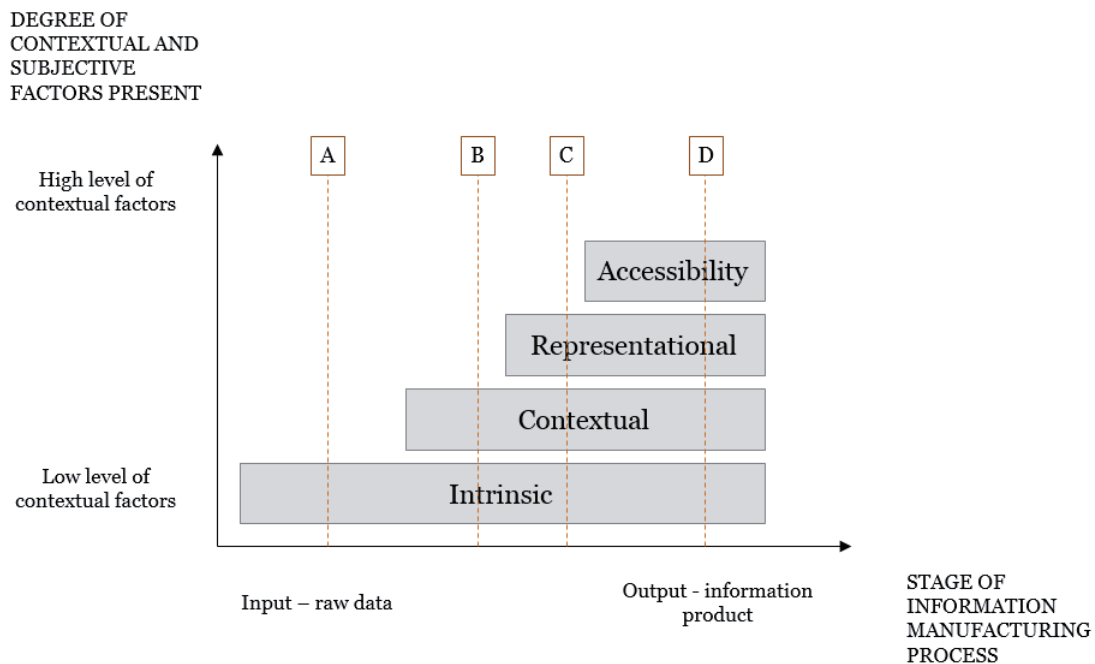 DEGREE OF
CONTEXTUAL AND
SUBJECTIVE
FACTORS PRESENT
A
B
C
D
High level of
contextual factors
Accessibility
Representational
Contextual
Low level of
contextual factors
Intrinsic
Input – raw data
Output - information
product
STAGE OF
INFORMATION
MANUFACTURING
PROCESS